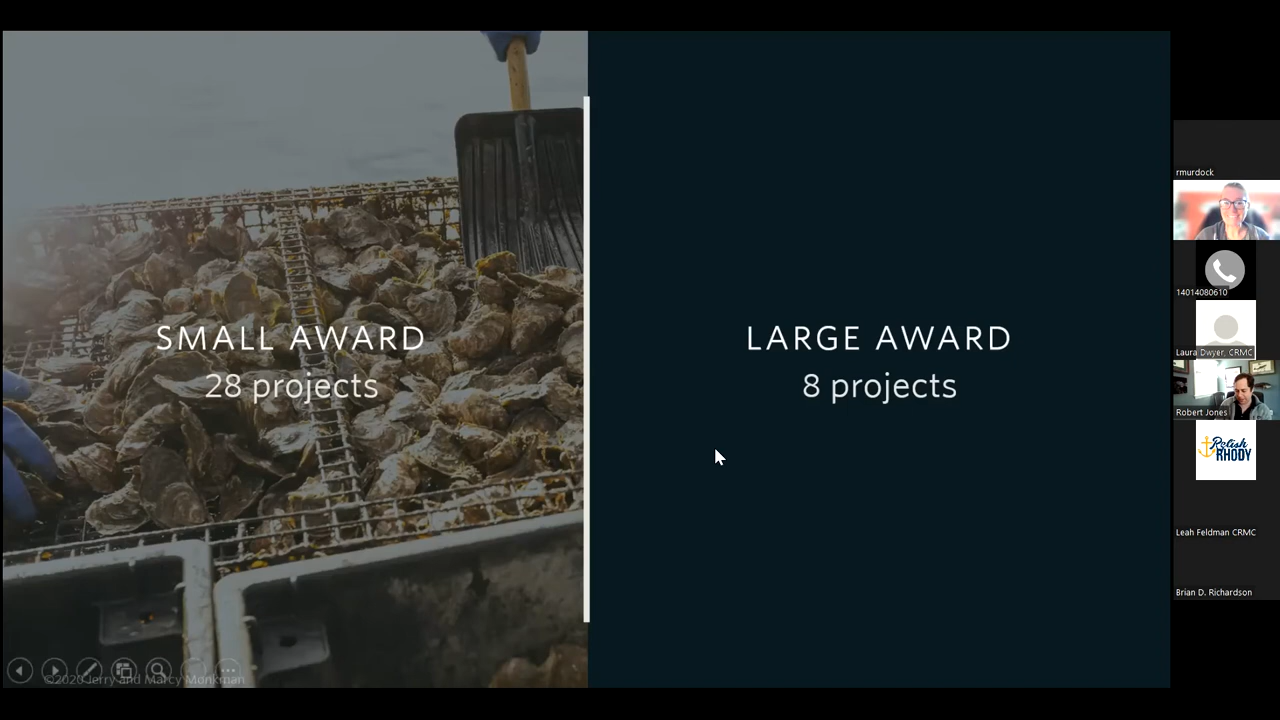 SMALL AWARD
28 projects
LARGE AWARD
8 projects
©2020 Jerry and Marcy Monkman
rmurdock
14014080610
Laura Dwyer, CRMC
Robert Jones
Relish
RHODY
Leah Feldman CRMC
Brian D. Richardson